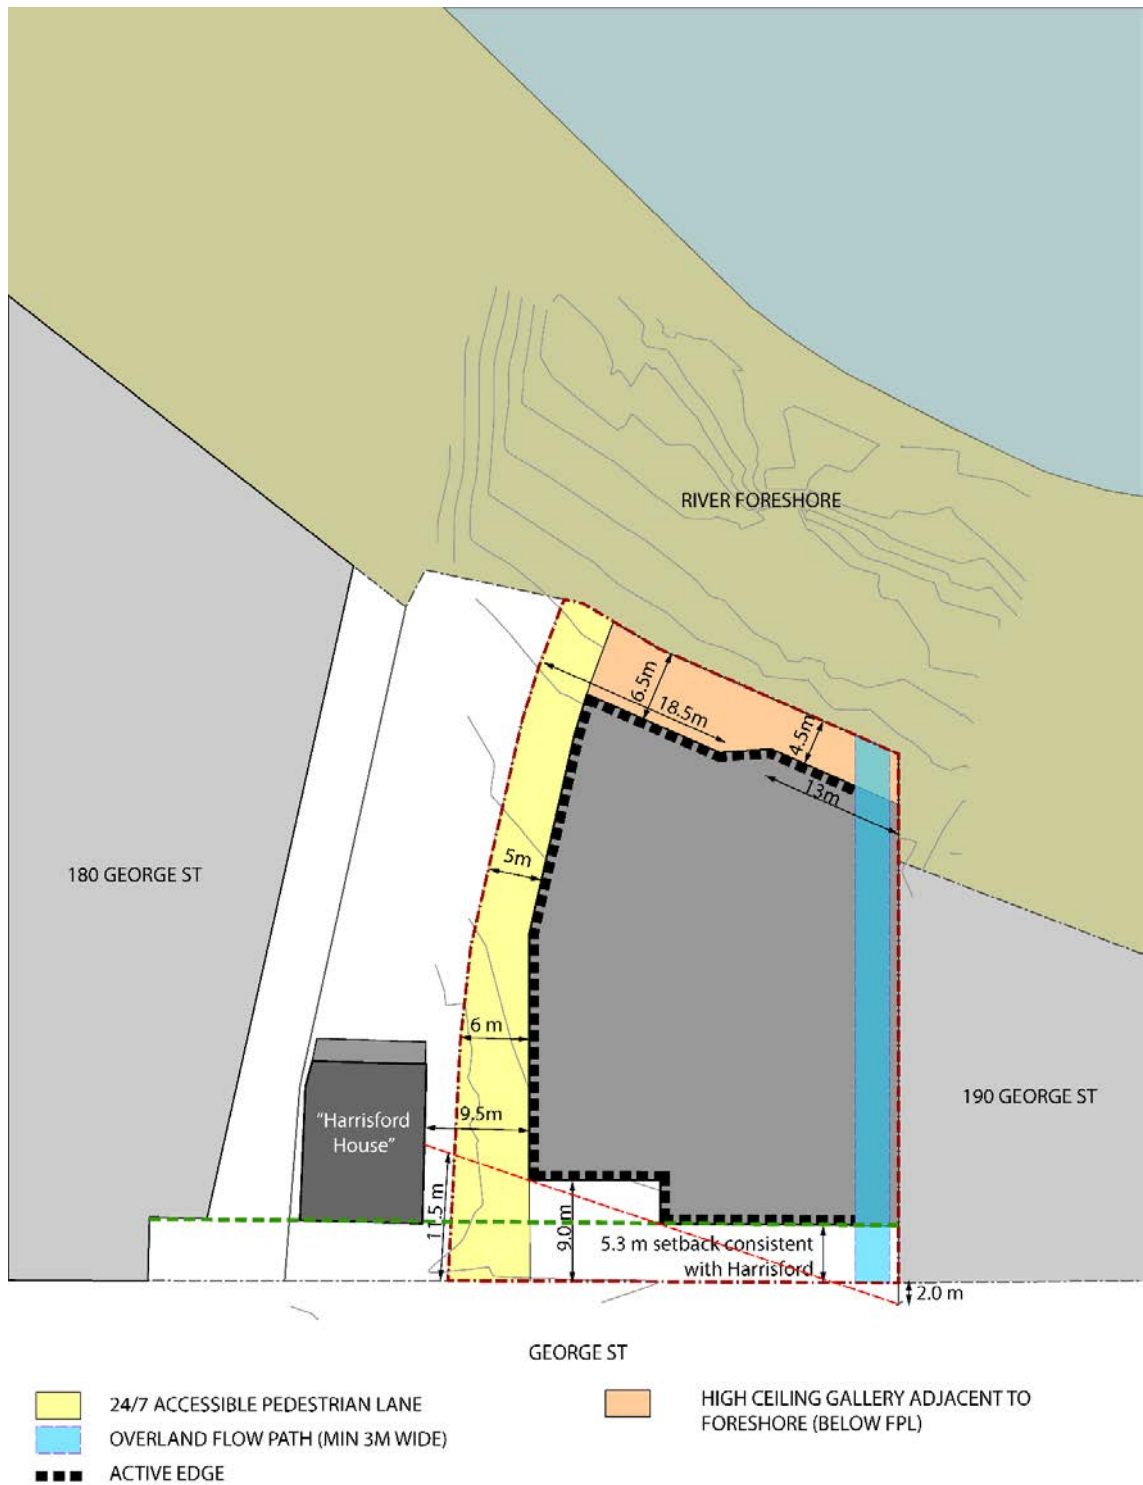 RIVER FORESHORE
6.5m
18.5m
4.5m
13m
180 GEORGE ST
5m
6 m
190 GEORGE ST
"Harrisford
House"
9.5m
11.5 m
9.0 m
5.3 m setback consistent
with Harrisford
2.0 m
GEORGE ST
24/7 ACCESSIBLE PEDESTRIAN LANE
OVERLAND FLOW PATH (MIN 3M WIDE)
ACTIVE EDGE
HIGH CEILING GALLERY ADJACENT TO
FORESHORE (BELOW FPL)